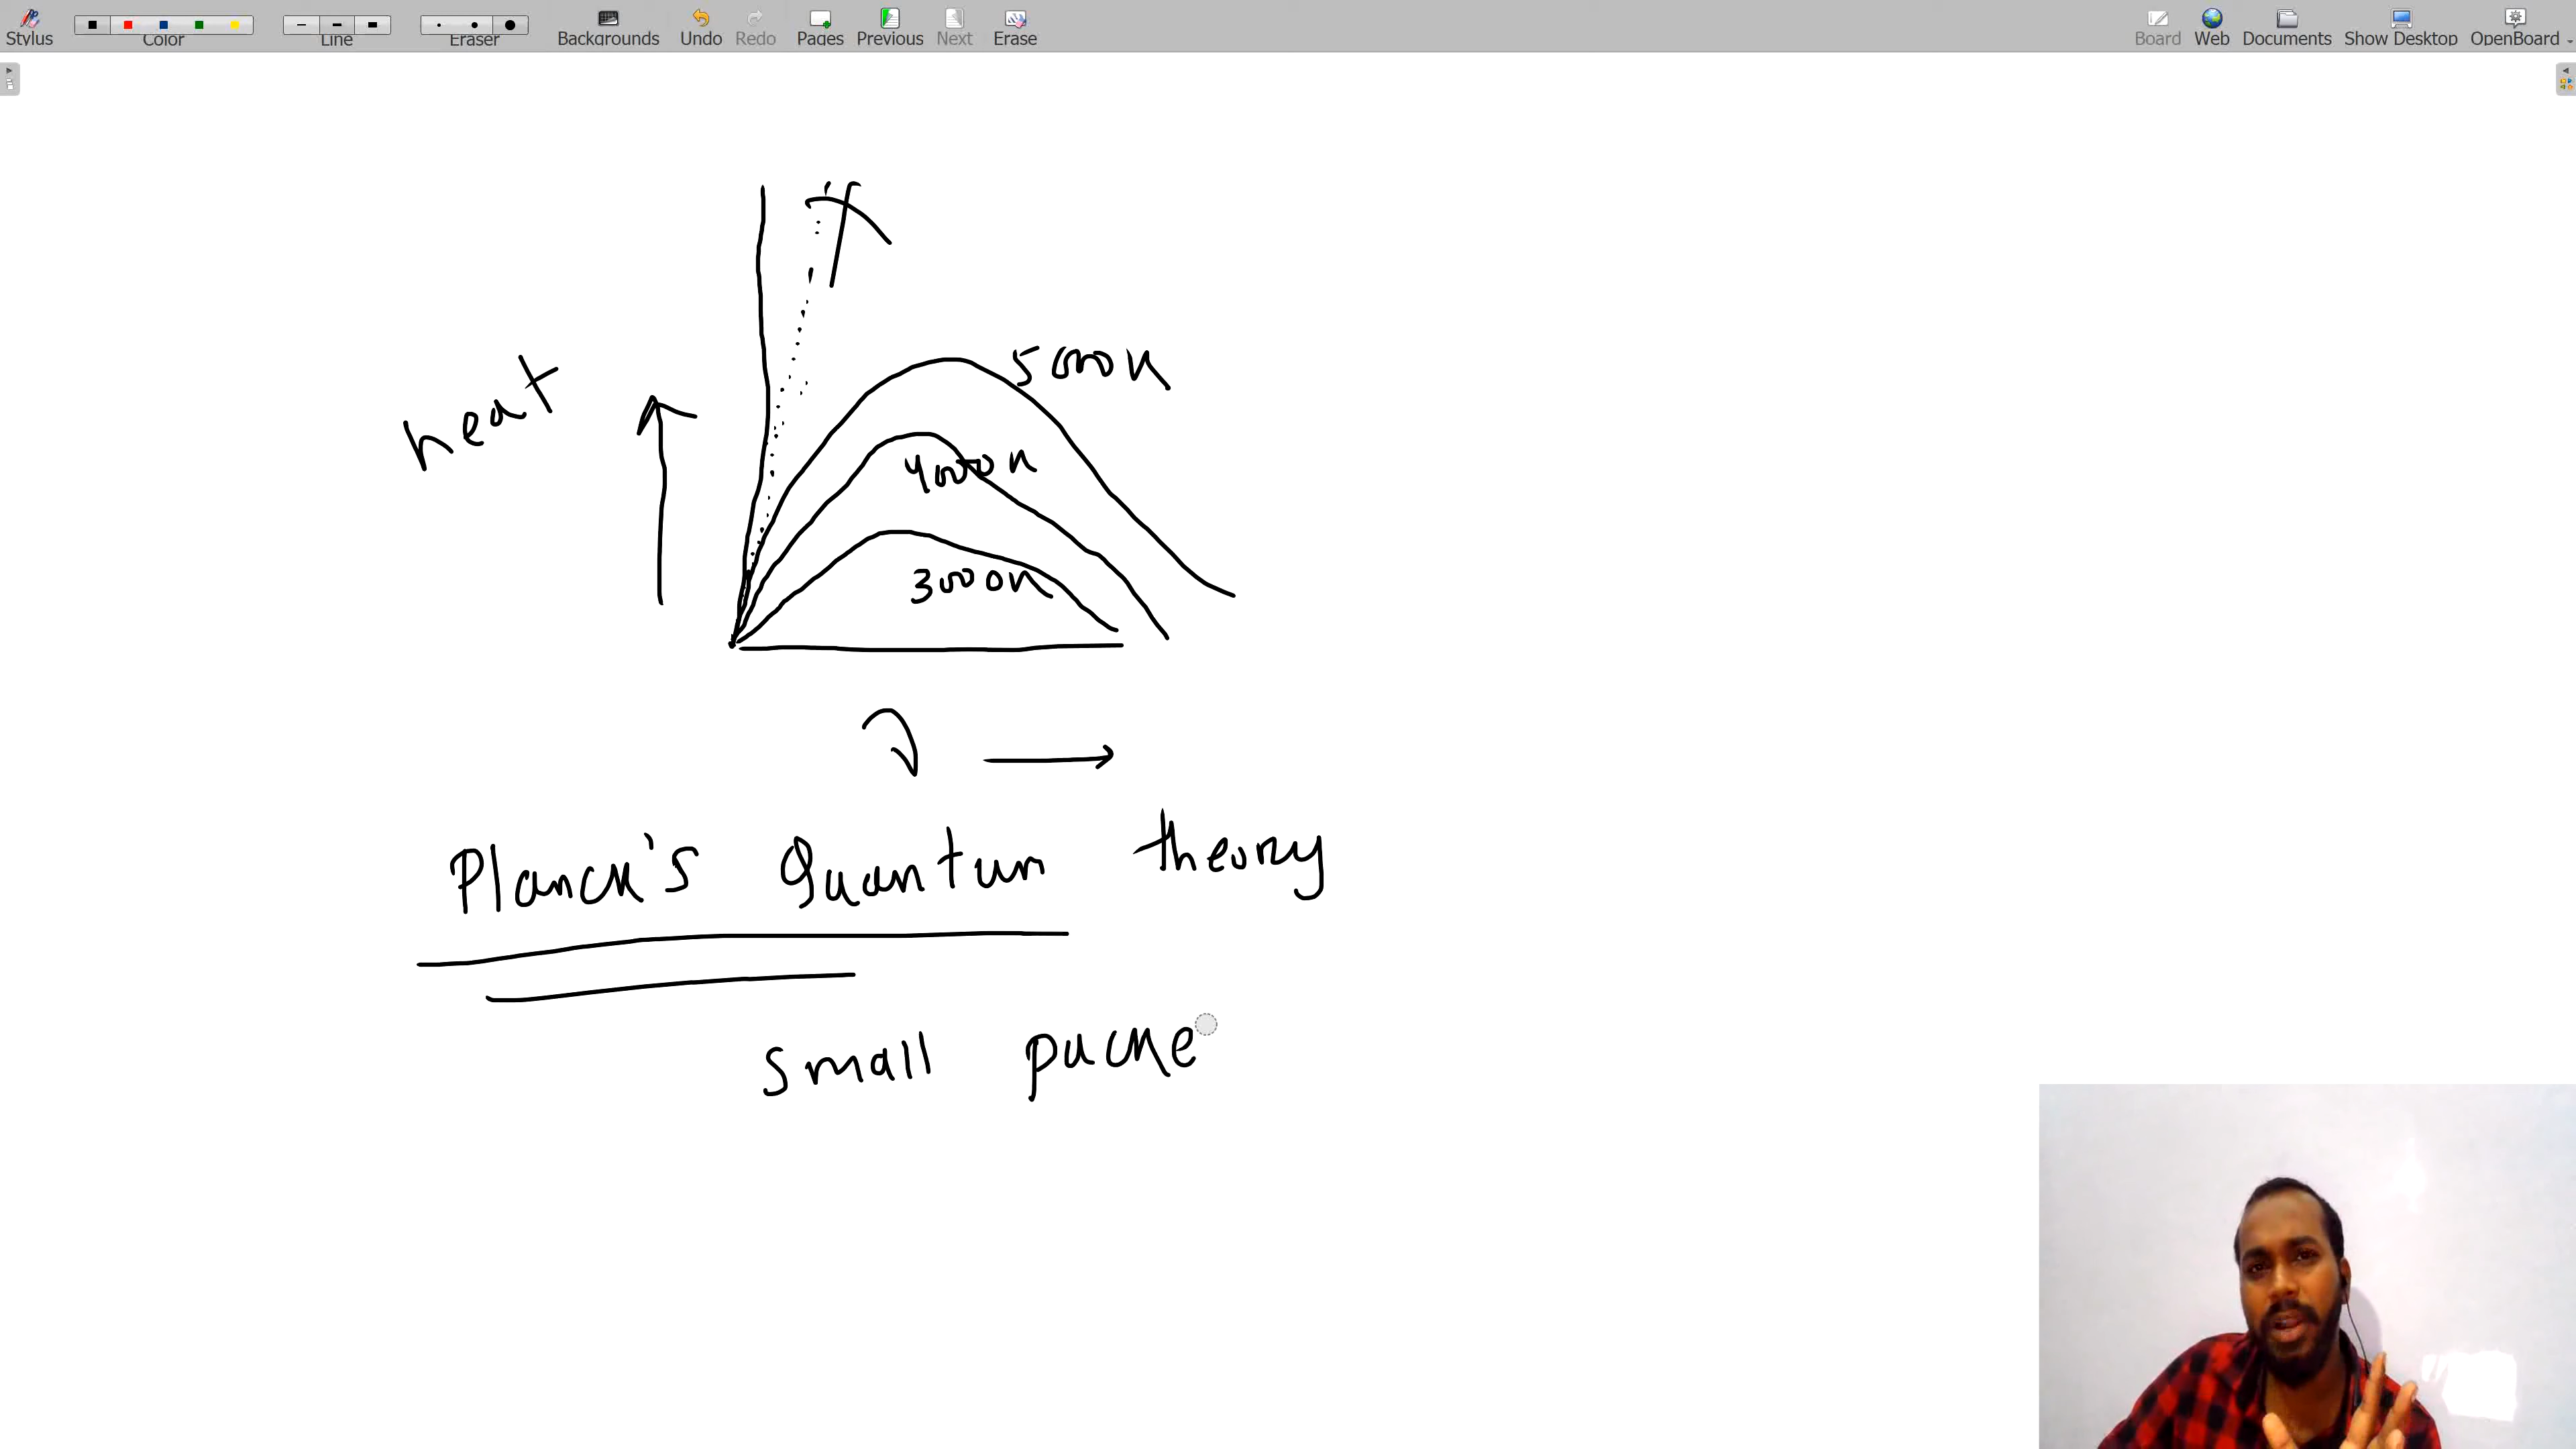 Stylus Color Line Eraser Backgrounds Undo Redo Pages Previous Next Erase Board Web Documents Show Desktop OpenBoard
5000K
heat
4000K
3000K
Planck's Quantum theory
small packe